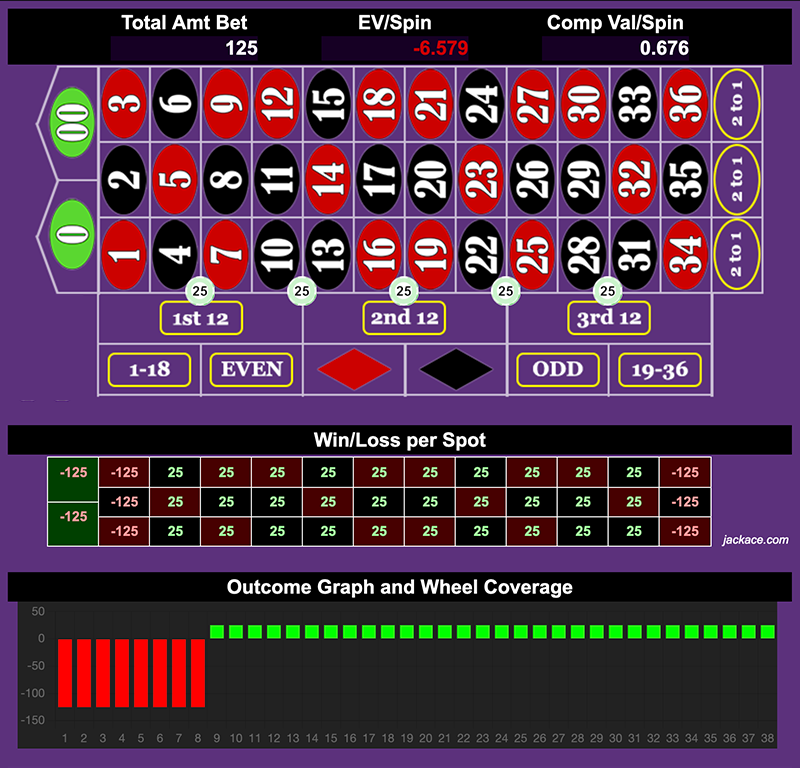 Total Amt Bet EV/Spin Comp Val/Spin
125 -6.579 0.676
00 3 6 9 12 15 18 21 24 27 30 33 36 2 to 1
2 5 8 11 14 17 20 23 26 29 32 35 2 to 1
0 1 4 7 10 13 16 19 22 25 28 31 34 2 to 1
25 25 25 25 25
1st 12 2nd 12 3rd 12
1-18 EVEN ODD 19-36
Win/Loss per Spot
-125 -125 25 25 25 25 25 25 25 25 25 25 -125
-125 25 25 25 25 25 25 25 25 25 25 -125
-125 -125 25 25 25 25 25 25 25 25 25 25 -125
jackace.com
Outcome Graph and Wheel Coverage
50
0
-50
-100
-150
1 2 3 4 5 6 7 8 9 10 11 12 13 14 15 16 17 18 19 20 21 22 23 24 25 26 27 28 29 30 31 32 33 34 35 36 37 38